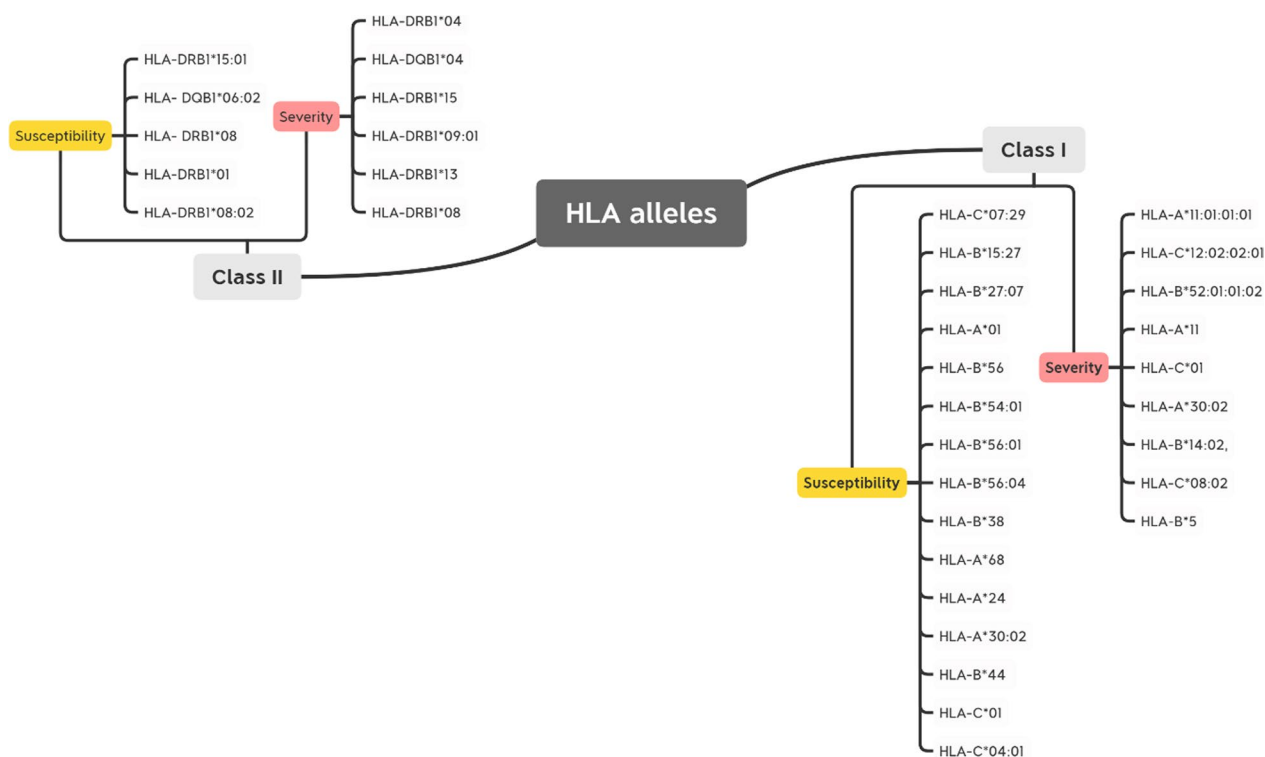 HLA alleles
Class II
Susceptibility
HLA-DRB1*15:01
HLA- DQB1*06:02
HLA- DRB1*08
HLA-DRB1*01
HLA-DRB1*08:02
Severity
HLA-DRB1*04
HLA-DQB1*04
HLA-DRB1*15
HLA-DRB1*09:01
HLA-DRB1*13
HLA-DRB1*08
Class I
Susceptibility
HLA-C*07:29
HLA-B*15:27
HLA-B*27:07
HLA-A*01
HLA-B*56
HLA-B*54:01
HLA-B*56:01
HLA-B*56:04
HLA-B*38
HLA-A*68
HLA-A*24
HLA-A*30:02
HLA-B*44
HLA-C*01
HLA-C*04:01
Severity
HLA-A*11:01:01:01
HLA-C*12:02:02:01
HLA-B*52:01:01:02
HLA-A*11
HLA-C*01
HLA-A*30:02
HLA-B*14:02,
HLA-C*08:02
HLA-B*5